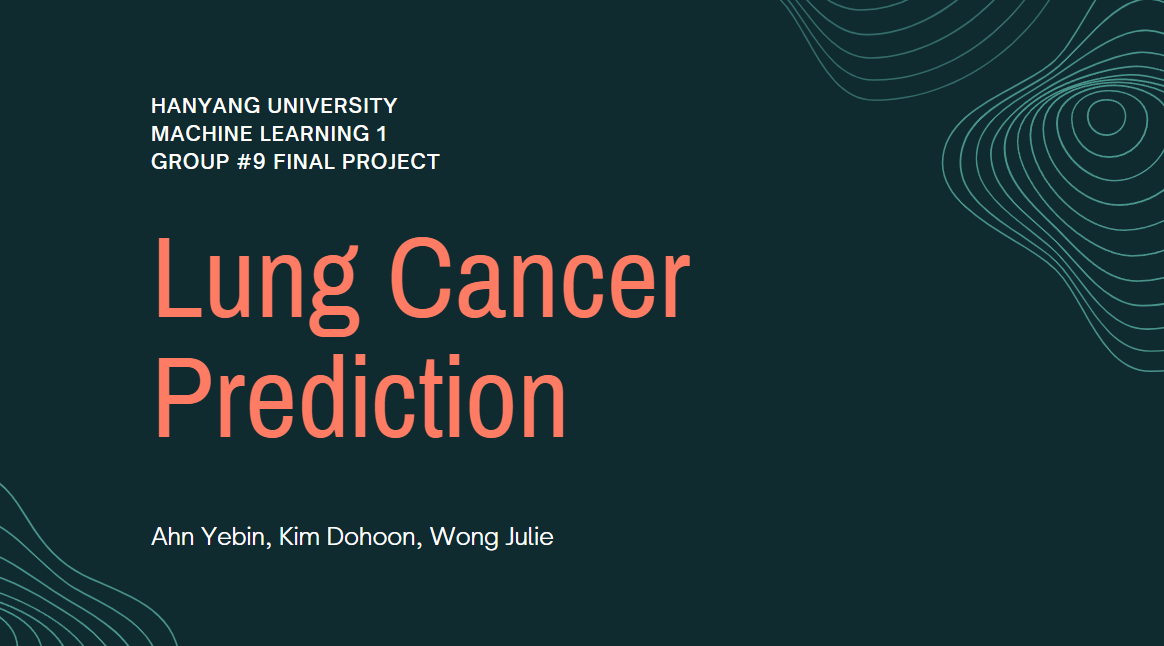 HANYANG UNIVERSITY
MACHINE LEARNING 1
GROUP #9 FINAL PROJECT
Lung Cancer
Prediction
Ahn Yebin, Kim Dohoon, Wong Julie